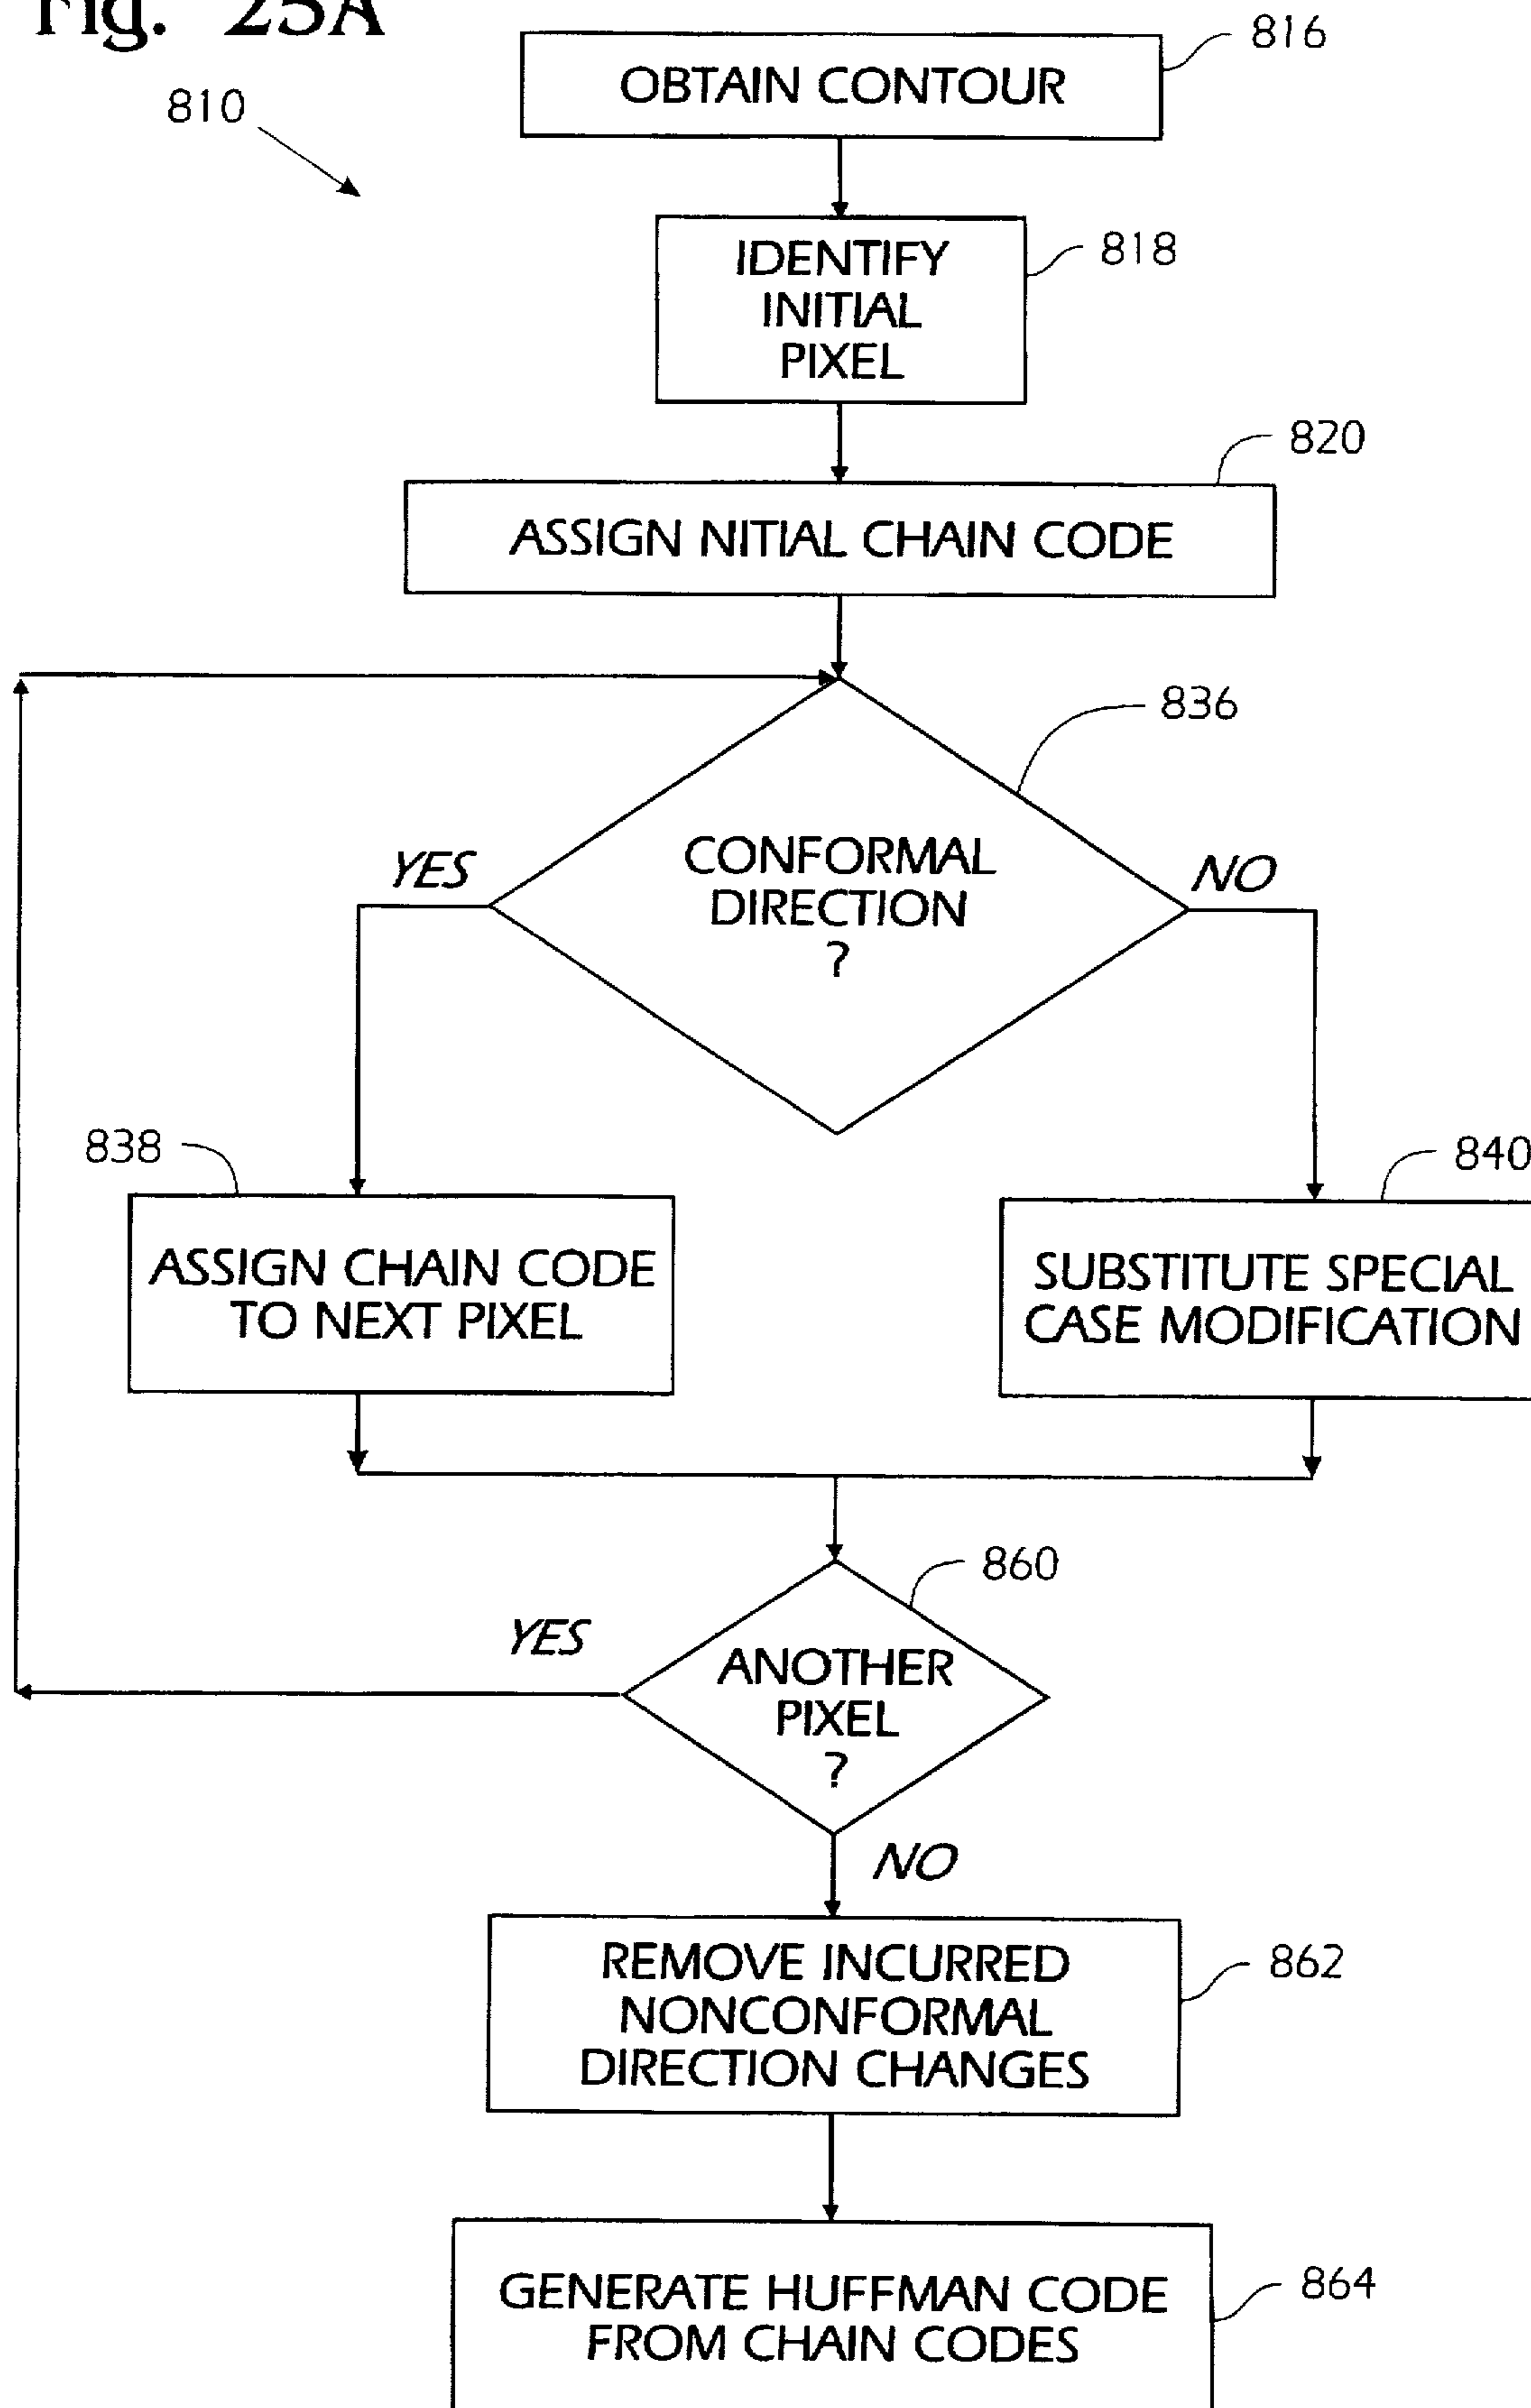 Fig. 25A
810
OBTAIN CONTOUR
816
IDENTIFY
INITIAL
PIXEL
818
820
ASSIGN NITIAL CHAIN CODE
836
CONFORMAL
DIRECTION
?
YES
NO
838
840
ASSIGN CHAIN CODE
TO NEXT PIXEL
SUBSTITUTE SPECIAL
CASE MODIFICATION
860
YES
ANOTHER
PIXEL
?
NO
REMOVE INCURRED
NONCONFORMAL
DIRECTION CHANGES
862
GENERATE HUFFMAN CODE
FROM CHAIN CODES
864